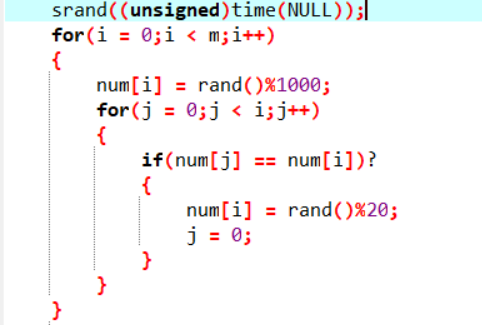 srand((unsigned)time(NULL));
for(i = 0;i < m;i++)
{
num[i] = rand()%1000;
for(j = 0;j < i;j++)
{
if(num[j] == num[i])?
{
num[i] = rand()%20;
j = 0;
}
}
}